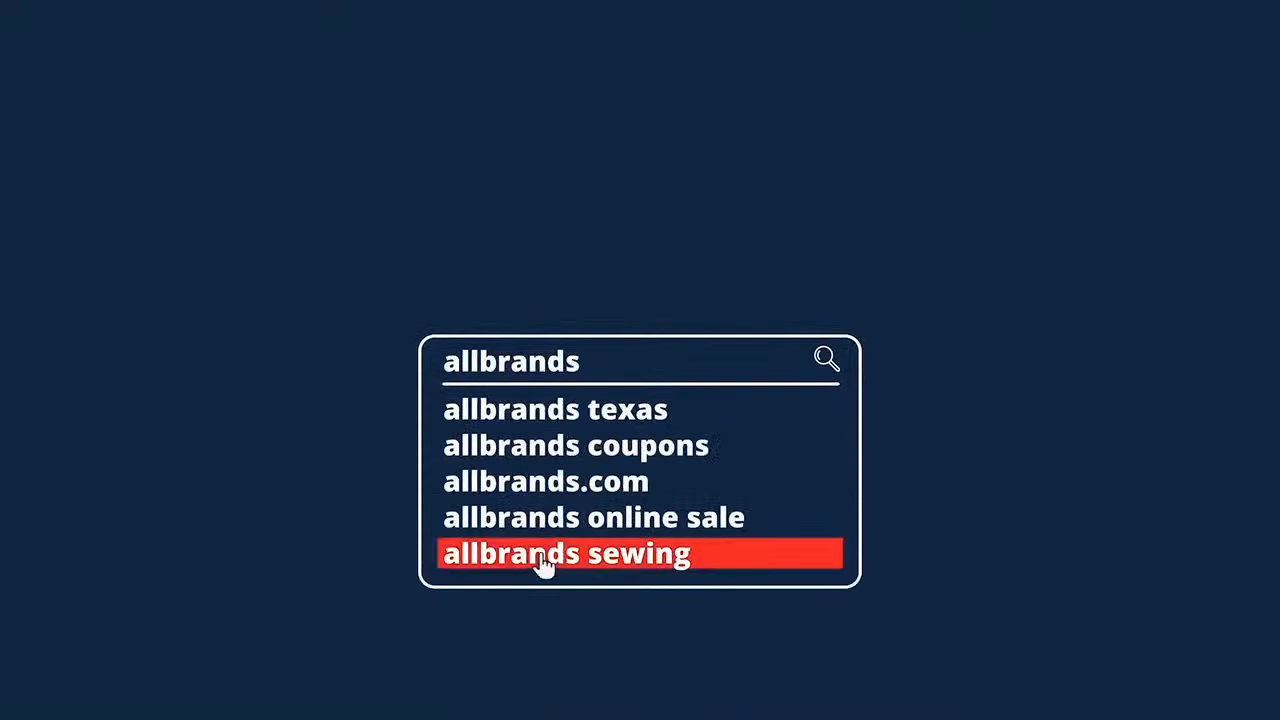 allbrands
allbrands texas
allbrands coupons
allbrands.com
allbrands online sale
allbrands sewing